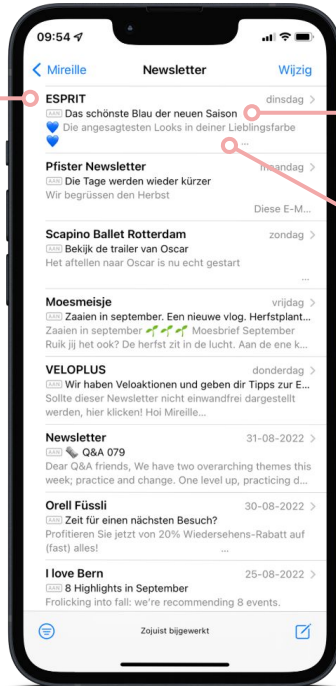 09:54
Mireille Newsletter Wijzig
ESPRIT dinsdag
AAN Das schönste Blau der neuen Saison
💙 Die angesagtesten Looks in deiner Lieblingsfarbe
💙 ...
Pfister Newsletter maandag
AAN Die Tage werden wieder kürzer
Wir begrüssen den Herbst
Diese E-M...
Scapino Ballet Rotterdam zondag
AAN Bekijk de trailer van Oscar
Het aftellen naar Oscar is nu echt gestart
...
Moesmeisje vrijdag
AAN Zaaien in september. Een nieuwe vlog. Herfstplant...
Zaaien in september 🌱🌱🌱 Moesbrief September
Ruik jij het ook? De herfst zit in de lucht. Aan de ene k...
VELOPLUS donderdag
AAN Wir haben Veloaktionen und geben dir Tipps zur E...
Sollte dieser Newsletter nicht einwandfrei dargestellt
werden, hier klicken! Hoi Mireille...
Newsletter 31-08-2022
AAN 🗞️ Q&A 079
Dear Q&A friends, We have two overarching themes this
week; practice and change. One level up, practicing d...
Orell Füssli 30-08-2022
AAN Zeit für einen nächsten Besuch?
Profitieren Sie jetzt von 20% Wiedersehens-Rabatt auf
(fast) alles! ...
I love Bern 25-08-2022
AAN 8 Highlights in September
Frolicking into fall: we're recommending 8 events.
Zojuist bijgewerkt